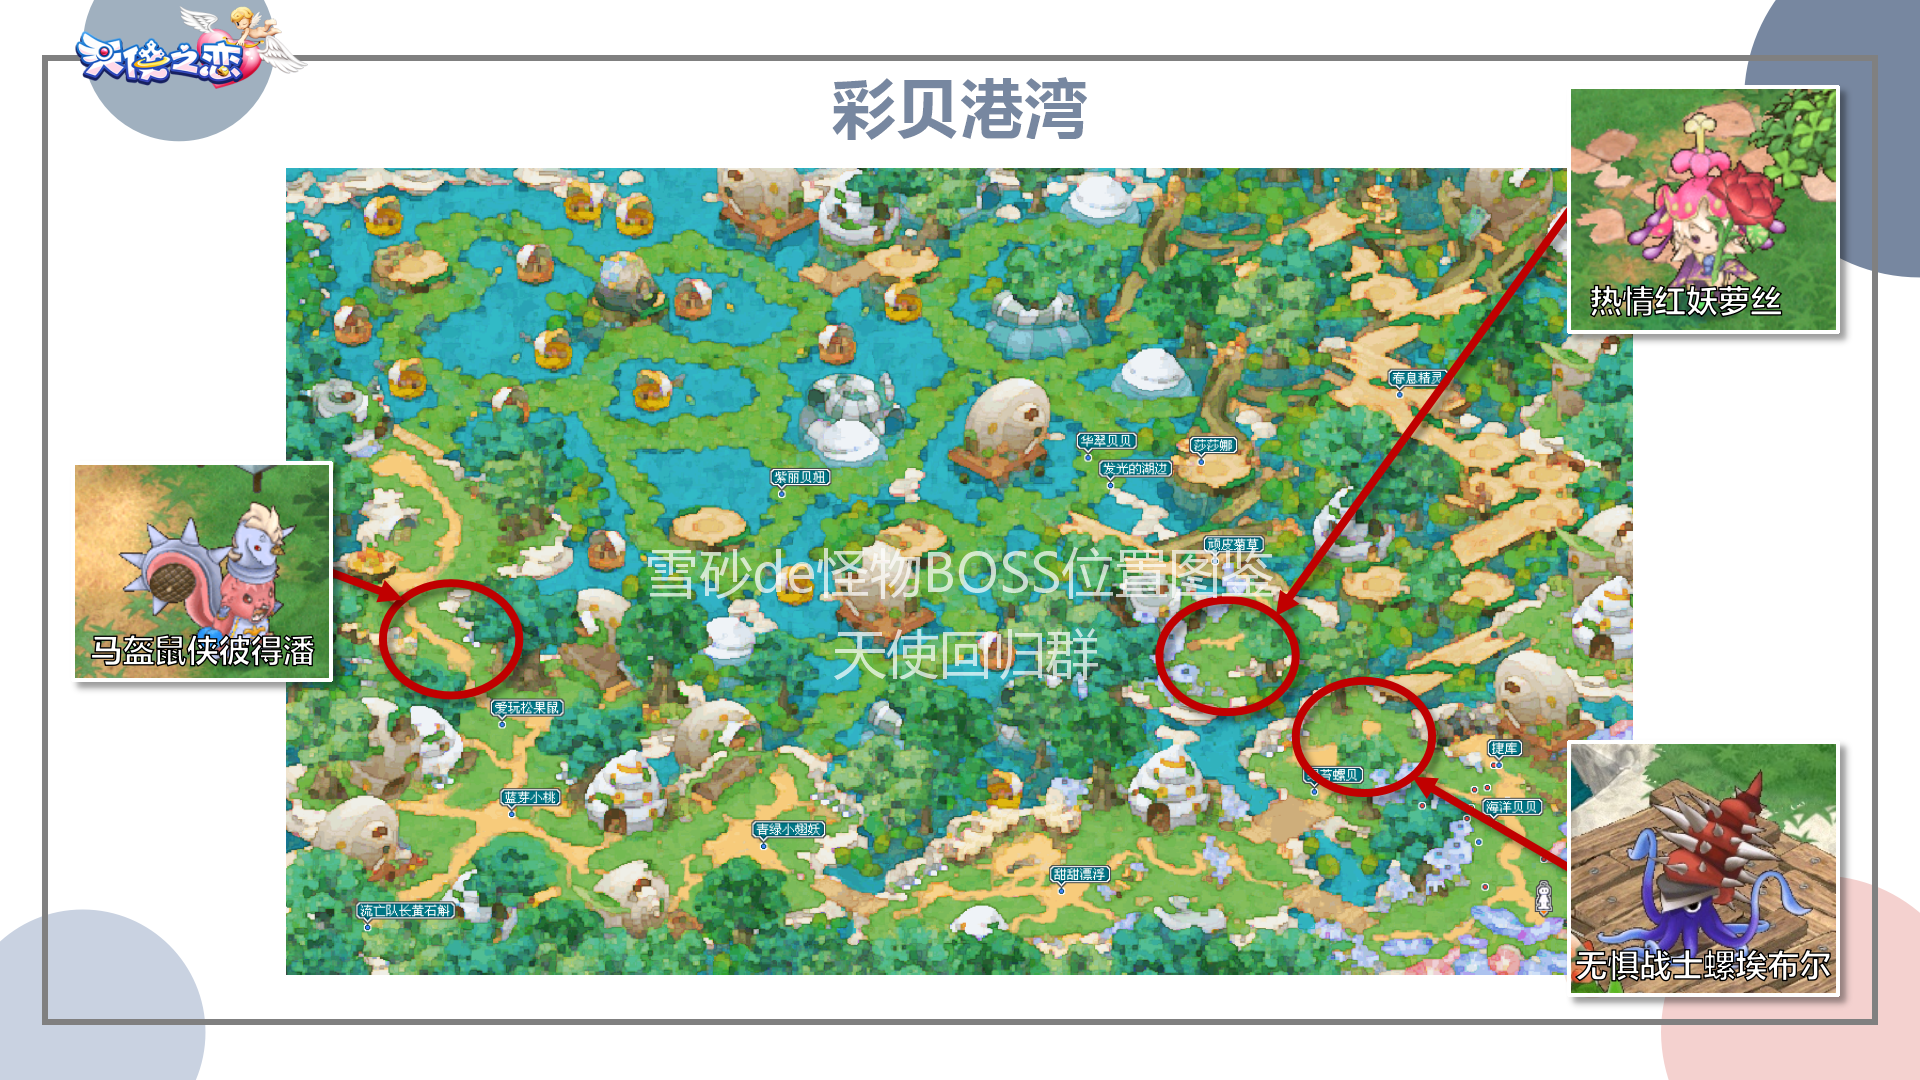 天使之恋
彩贝港湾
热情红妖萝丝
春息精灵
华翠贝贝
莎莎娜
发光的湖边
紫丽贝妞
顽皮菊草
雪砂de怪物BOSS位置图鉴
天使回归群
马盔鼠侠彼得潘
爱玩松果鼠
捷库
苔螺贝
蓝芽小桃
海洋贝贝
青绿小翅妖
甜甜漂浮
流亡队长黄石斛
无惧战士螺埃布尔